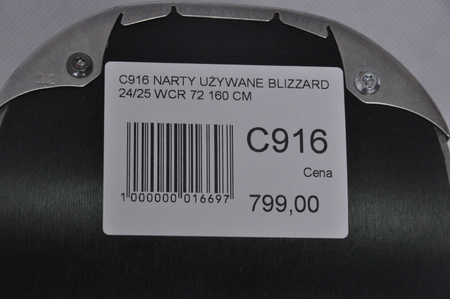 C916 NARTY UŻYWANE BLIZZARD
24/25 WCR 72 160 CM
C916
Cena
1 000000 016697
799,00